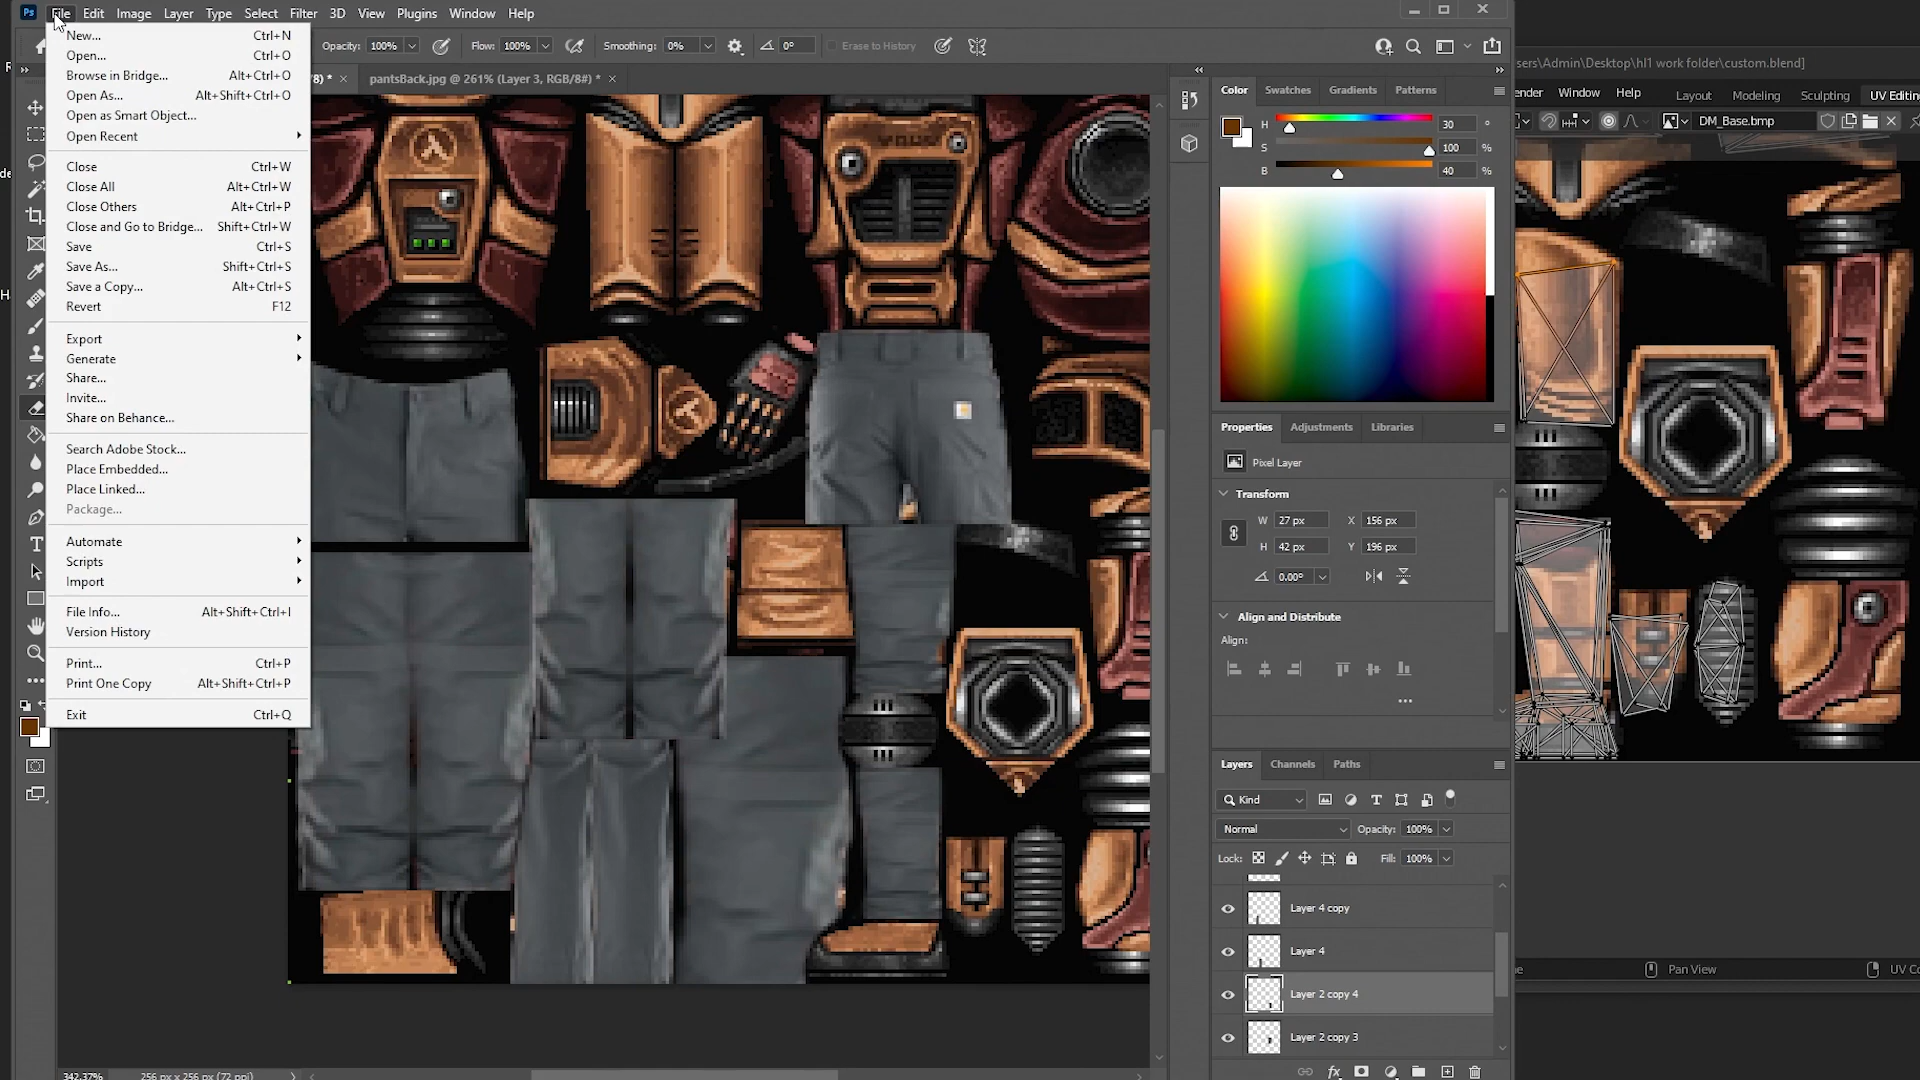 Ps File Edit Image Layer Type Select Filter 3D View Plugins Window Help
Opacity: 100% Flow: 100% Smoothing: 0% 0° Erase to History
pantsBack.jpg @ 261% (Layer 3, RGB/8#) *
New... Ctrl+N
Open... Ctrl+O
Browse in Bridge... Alt+Ctrl+O
Open As... Alt+Shift+Ctrl+O
Open as Smart Object...
Open Recent
Close Ctrl+W
Close All Alt+Ctrl+W
Close Others Alt+Ctrl+P
Close and Go to Bridge... Shift+Ctrl+W
Save Ctrl+S
Save As... Shift+Ctrl+S
Save a Copy... Alt+Ctrl+S
Revert F12
Export
Generate
Share...
Invite...
Share on Behance...
Search Adobe Stock...
Place Embedded...
Place Linked...
Package...
Automate
Scripts
Import
File Info... Alt+Shift+Ctrl+I
Version History
Print... Ctrl+P
Print One Copy Alt+Shift+Ctrl+P
Exit Ctrl+Q
342.37% 256 px x 256 px (72 ppi)
Color Swatches Gradients Patterns
H 30 °
S 100 %
B 40 %
Properties Adjustments Libraries
Pixel Layer
Transform
W 27 px X 156 px
H 42 px Y 196 px
0.00°
Align and Distribute
Align:
Layers Channels Paths
Kind
Normal Opacity: 100%
Lock: Fill: 100%
Layer 4 copy
Layer 4
Layer 2 copy 4
Layer 2 copy 3
sers\Admin\Desktop\hl1 work folder\custom.blend]
ender Window Help Layout Modeling Sculpting UV Editing
DM_Base.bmp
Pan View